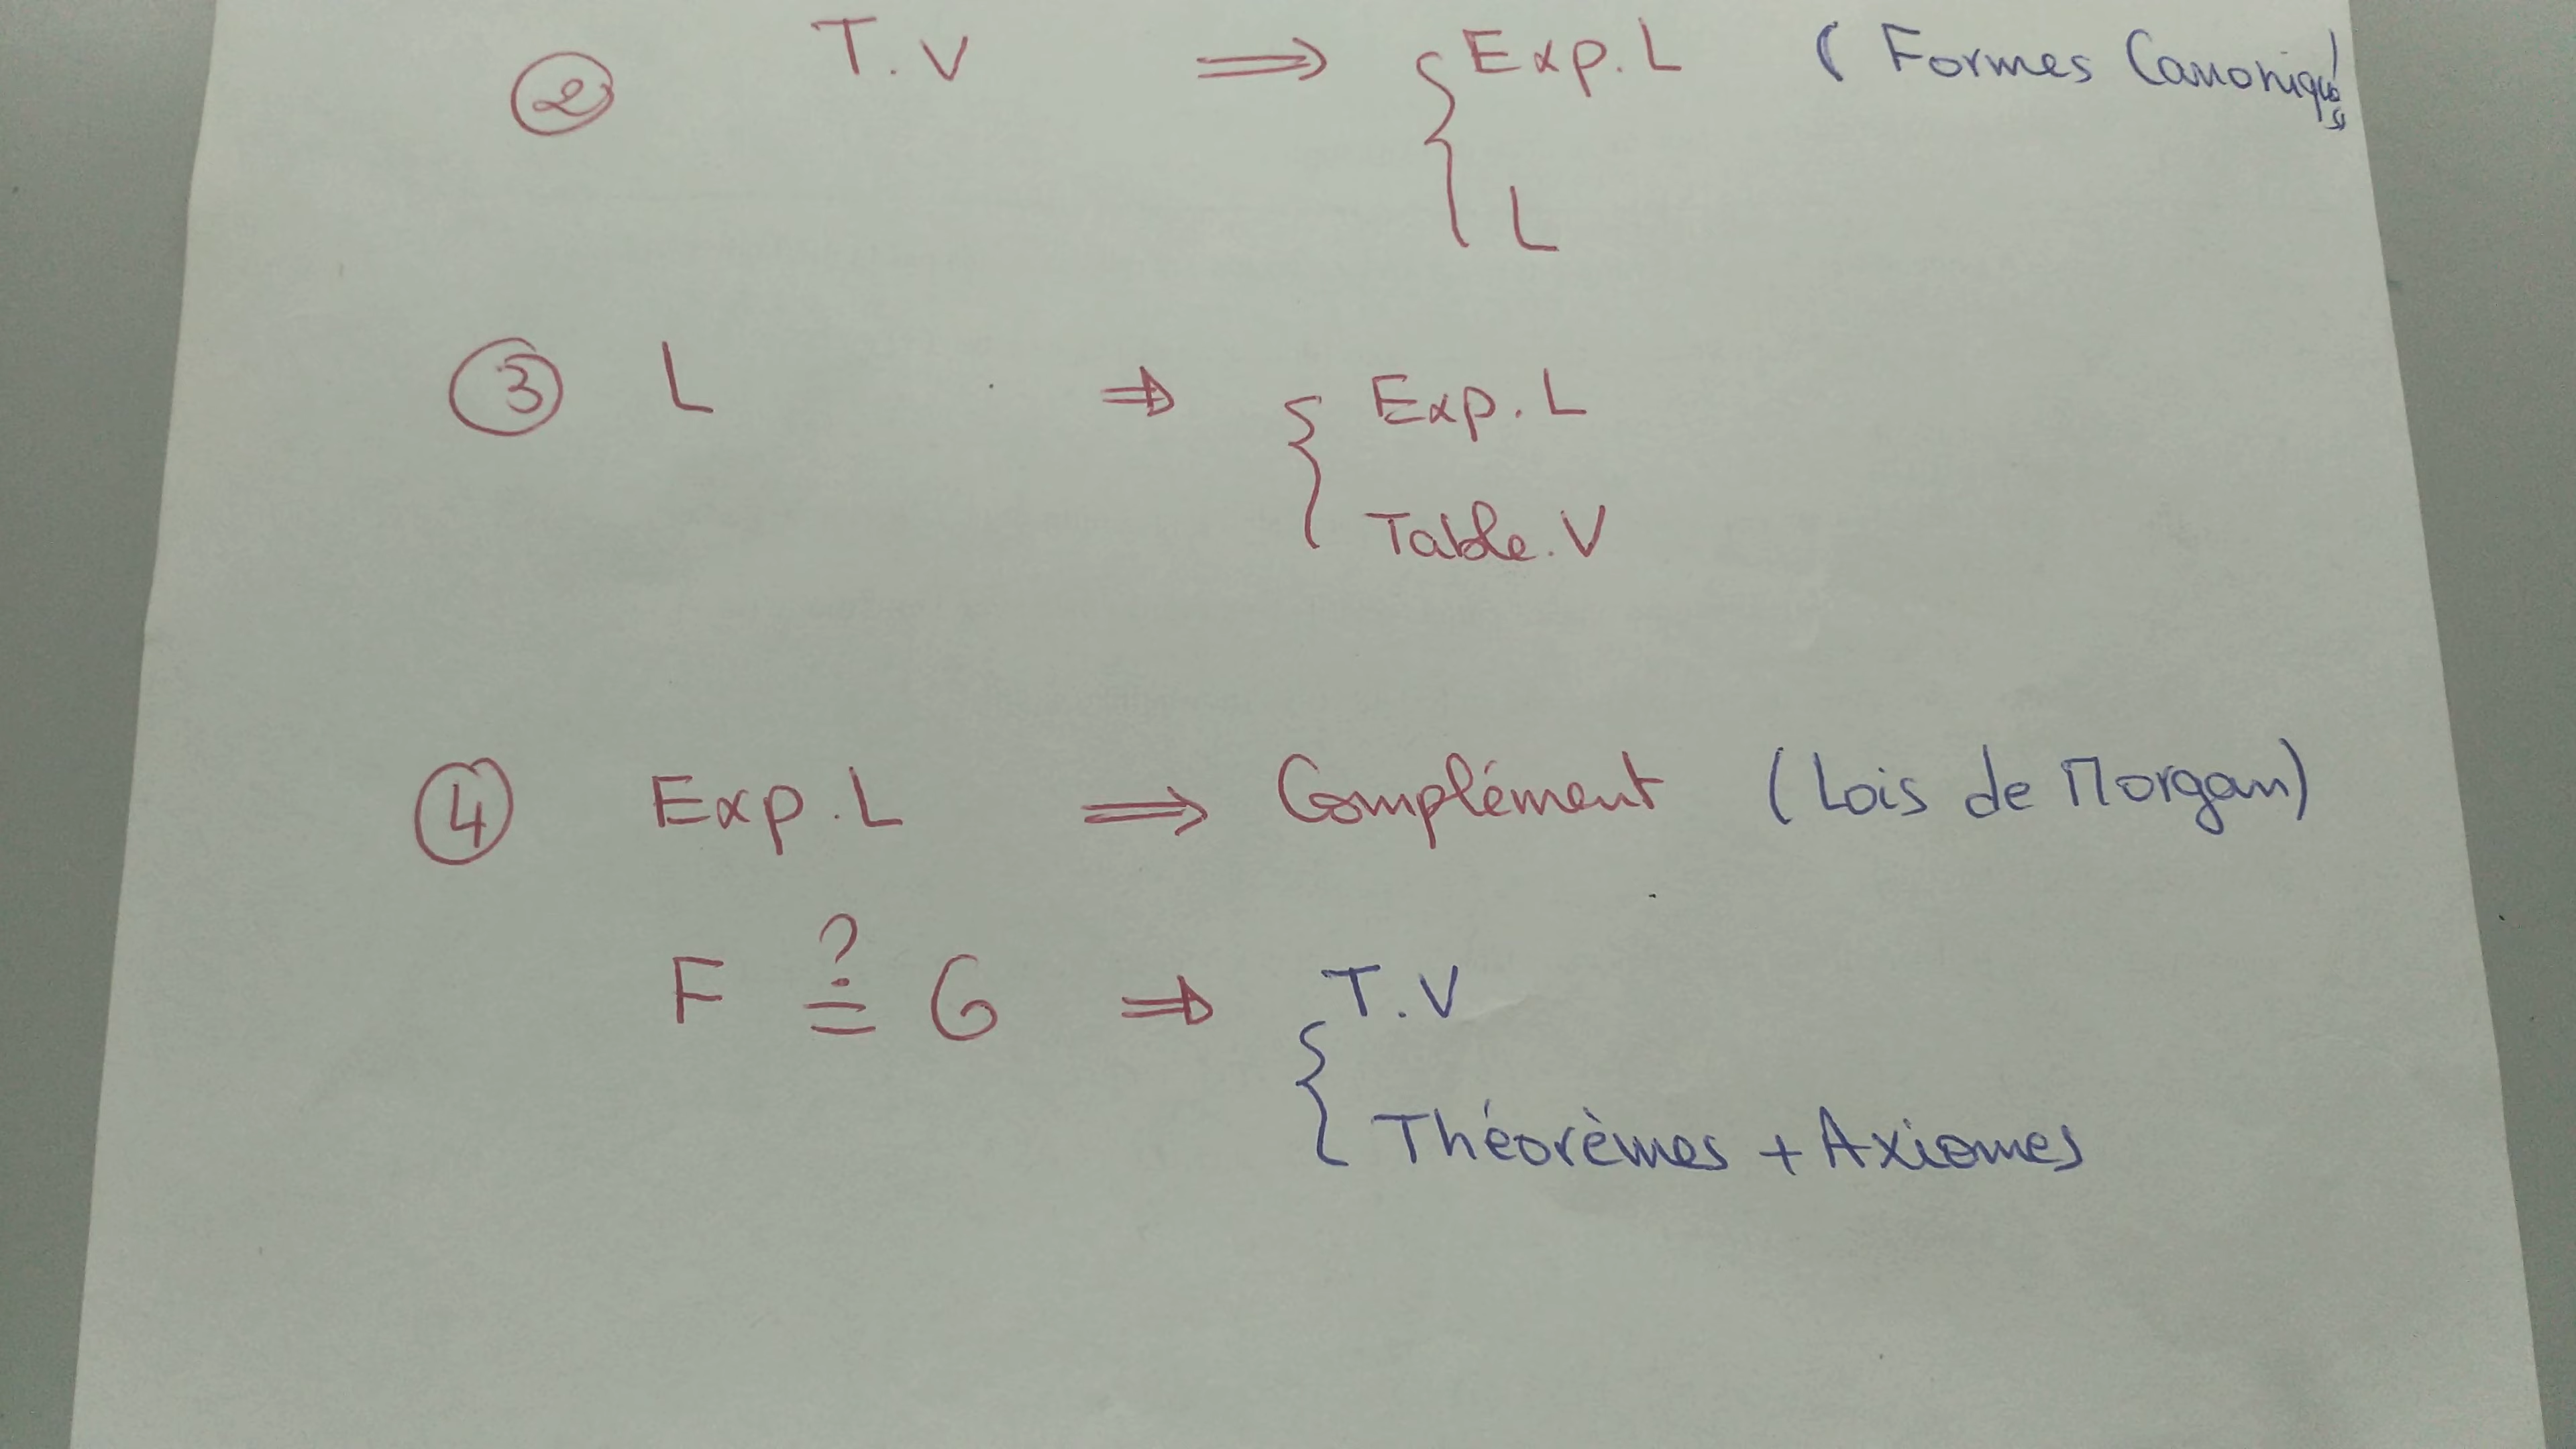 ② T.V ⟹ { Exp.L (Formes Canoniques)
L
③ L ⇒ { Exp.L
Table.V
④ Exp.L ⟹ Complément (Lois de Morgan)
F ≟ G ⇒ { T.V
Théorèmes + Axiomes